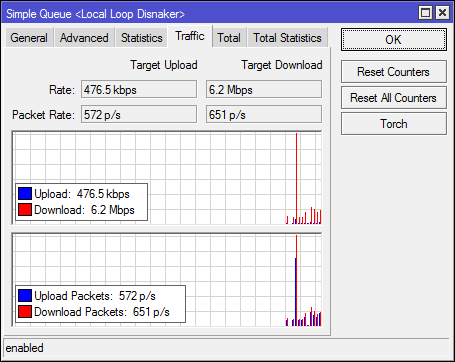 Simple Queue <Local Loop Disnaker>
General Advanced Statistics Traffic Total Total Statistics
Target Upload Target Download
Rate: 476.5 kbps 6.2 Mbps
Packet Rate: 572 p/s 651 p/s
Upload: 476.5 kbps
Download: 6.2 Mbps
Upload Packets: 572 p/s
Download Packets: 651 p/s
OK
Reset Counters
Reset All Counters
Torch
enabled